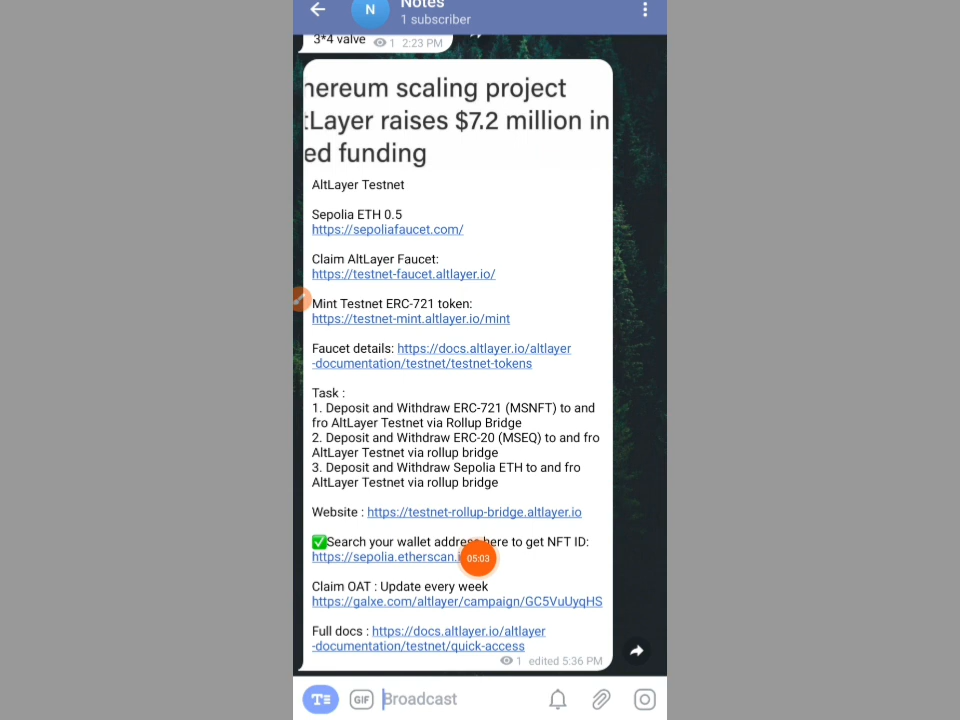 Notes
N
1 subscriber
3*4 valve 1 2:23 PM
hereum scaling project
tLayer raises $7.2 million in
ed funding
AltLayer Testnet
Sepolia ETH 0.5
https://sepoliafaucet.com/
Claim AltLayer Faucet:
https://testnet-faucet.altlayer.io/
Mint Testnet ERC-721 token:
https://testnet-mint.altlayer.io/mint
Faucet details: https://docs.altlayer.io/altlayer
-documentation/testnet/testnet-tokens
Task :
1. Deposit and Withdraw ERC-721 (MSNFT) to and
fro AltLayer Testnet via Rollup Bridge
2. Deposit and Withdraw ERC-20 (MSEQ) to and fro
AltLayer Testnet via rollup bridge
3. Deposit and Withdraw Sepolia ETH to and fro
AltLayer Testnet via rollup bridge
Website : https://testnet-rollup-bridge.altlayer.io
✅Search your wallet address here to get NFT ID:
https://sepolia.etherscan.i
05:03
Claim OAT : Update every week
https://galxe.com/altlayer/campaign/GC5VuUyqHS
Full docs : https://docs.altlayer.io/altlayer
-documentation/testnet/quick-access
1 edited 5:36 PM
T GIF Broadcast